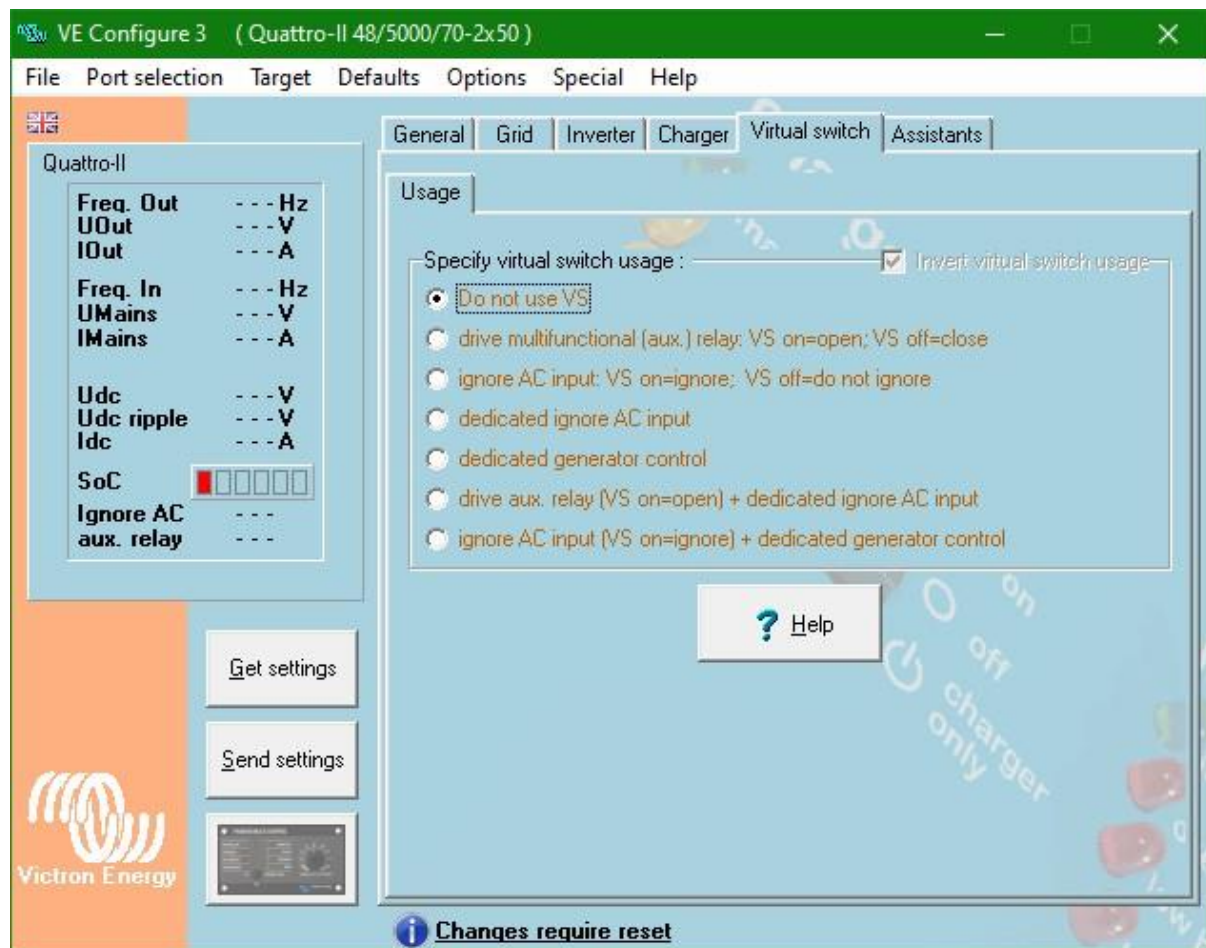 VE Configure 3 ( Quattro-II 48/5000/70-2x50 )
File Port selection Target Defaults Options Special Help
General Grid Inverter Charger Virtual switch Assistants
Quattro-II
Freq. Out - - - Hz
UOut - - - V
IOut - - - A
Freq. In - - - Hz
UMains - - - V
IMains - - - A
Udc - - - V
Udc ripple - - - V
Idc - - - A
SoC
Ignore AC - - -
aux. relay - - -
Get settings
Send settings
Victron Energy
Usage
Specify virtual switch usage : Invert virtual switch usage
Do not use VS
drive multifunctional (aux.) relay: VS on=open; VS off=close
ignore AC input: VS on=ignore; VS off=do not ignore
dedicated ignore AC input
dedicated generator control
drive aux. relay (VS on=open) + dedicated ignore AC input
ignore AC input (VS on=ignore) + dedicated generator control
? Help
on
off
charger
only
Changes require reset